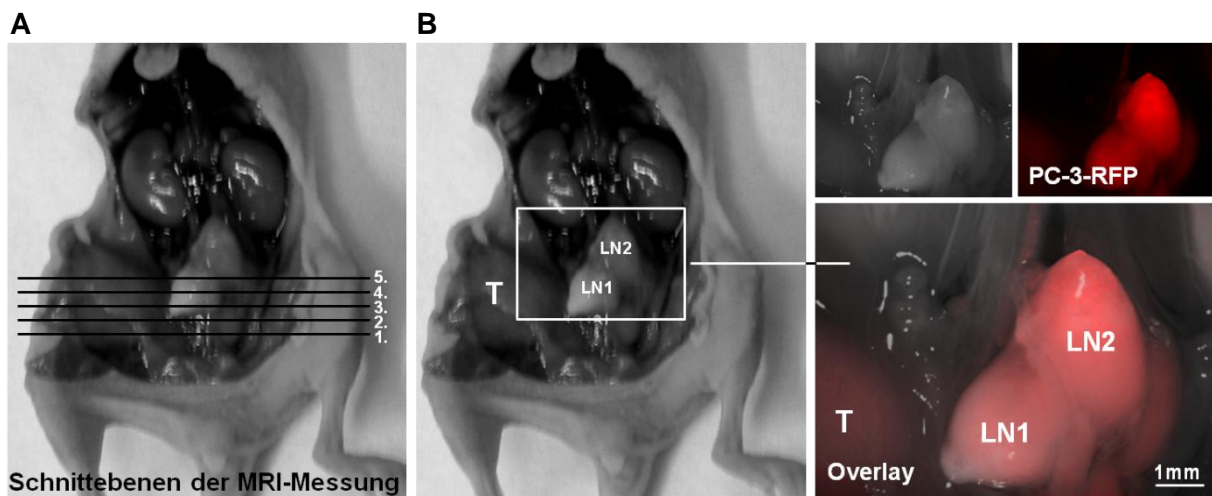 A
B
5.
4.
3.
2.
1.
Schnittebenen der MRI-Messung
T
LN2
LN1
PC-3-RFP
LN2
LN1
T
Overlay
1mm